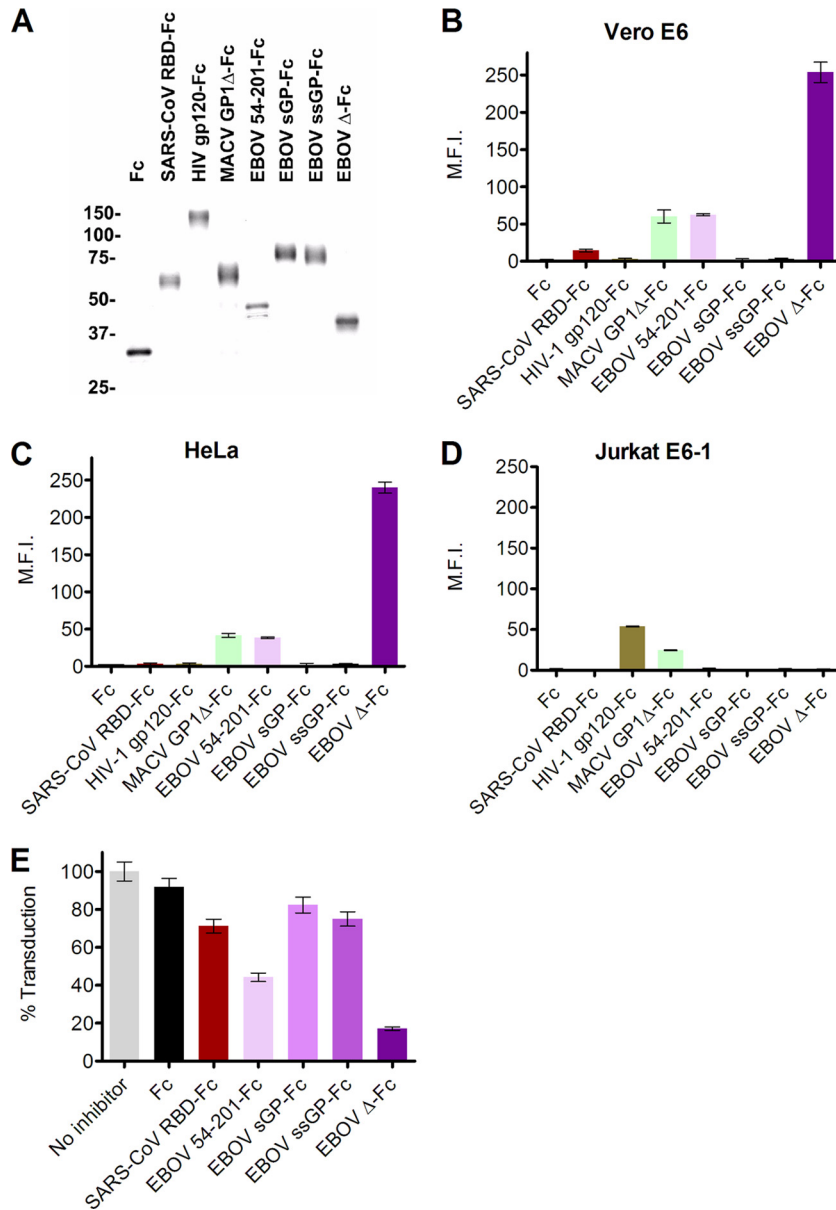 A
Fc
SARS-CoV RBD-Fc
HIV gp120-Fc
MACV GP1Δ-Fc
EBOV 54-201-Fc
EBOV sGP-Fc
EBOV ssGP-Fc
EBOV Δ-Fc
150-
100-
75-
50-
37-
25-
B
Vero E6
M.F.I.
250
200
150
100
50
0
Fc
SARS-CoV RBD-Fc
HIV-1 gp120-Fc
MACV GP1Δ-Fc
EBOV 54-201-Fc
EBOV sGP-Fc
EBOV ssGP-Fc
EBOV Δ-Fc
C
HeLa
M.F.I.
250
200
150
100
50
0
Fc
SARS-CoV RBD-Fc
HIV-1 gp120-Fc
MACV GP1Δ-Fc
EBOV 54-201-Fc
EBOV sGP-Fc
EBOV ssGP-Fc
EBOV Δ-Fc
D
Jurkat E6-1
M.F.I.
250
200
150
100
50
0
Fc
SARS-CoV RBD-Fc
HIV-1 gp120-Fc
MACV GP1Δ-Fc
EBOV 54-201-Fc
EBOV sGP-Fc
EBOV ssGP-Fc
EBOV Δ-Fc
E
% Transduction
100
80
60
40
20
0
No inhibitor
Fc
SARS-CoV RBD-Fc
EBOV 54-201-Fc
EBOV sGP-Fc
EBOV ssGP-Fc
EBOV Δ-Fc